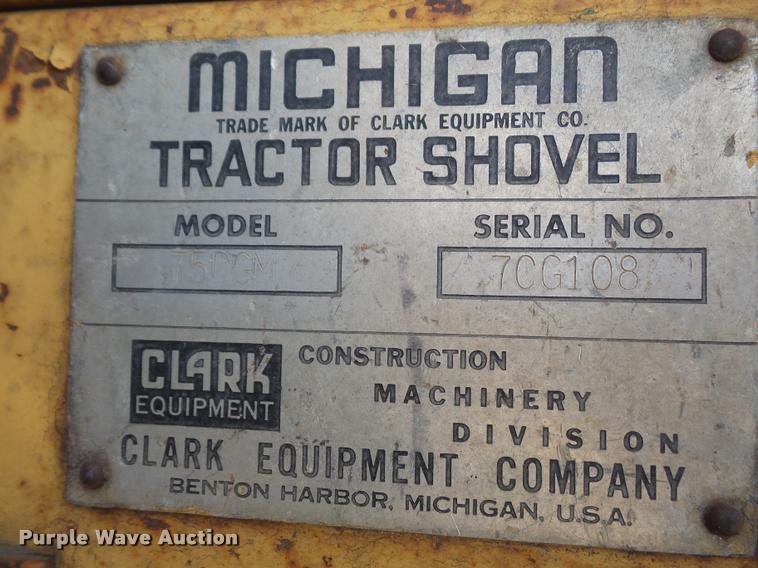 MICHIGAN
TRADE MARK OF CLARK EQUIPMENT CO.
TRACTOR SHOVEL
MODEL
SERIAL NO.
7CG108
CLARK
EQUIPMENT
CONSTRUCTION
MACHINERY
DIVISION
CLARK EQUIPMENT COMPANY
BENTON HARBOR, MICHIGAN, U.S.A.
Purple Wave Auction